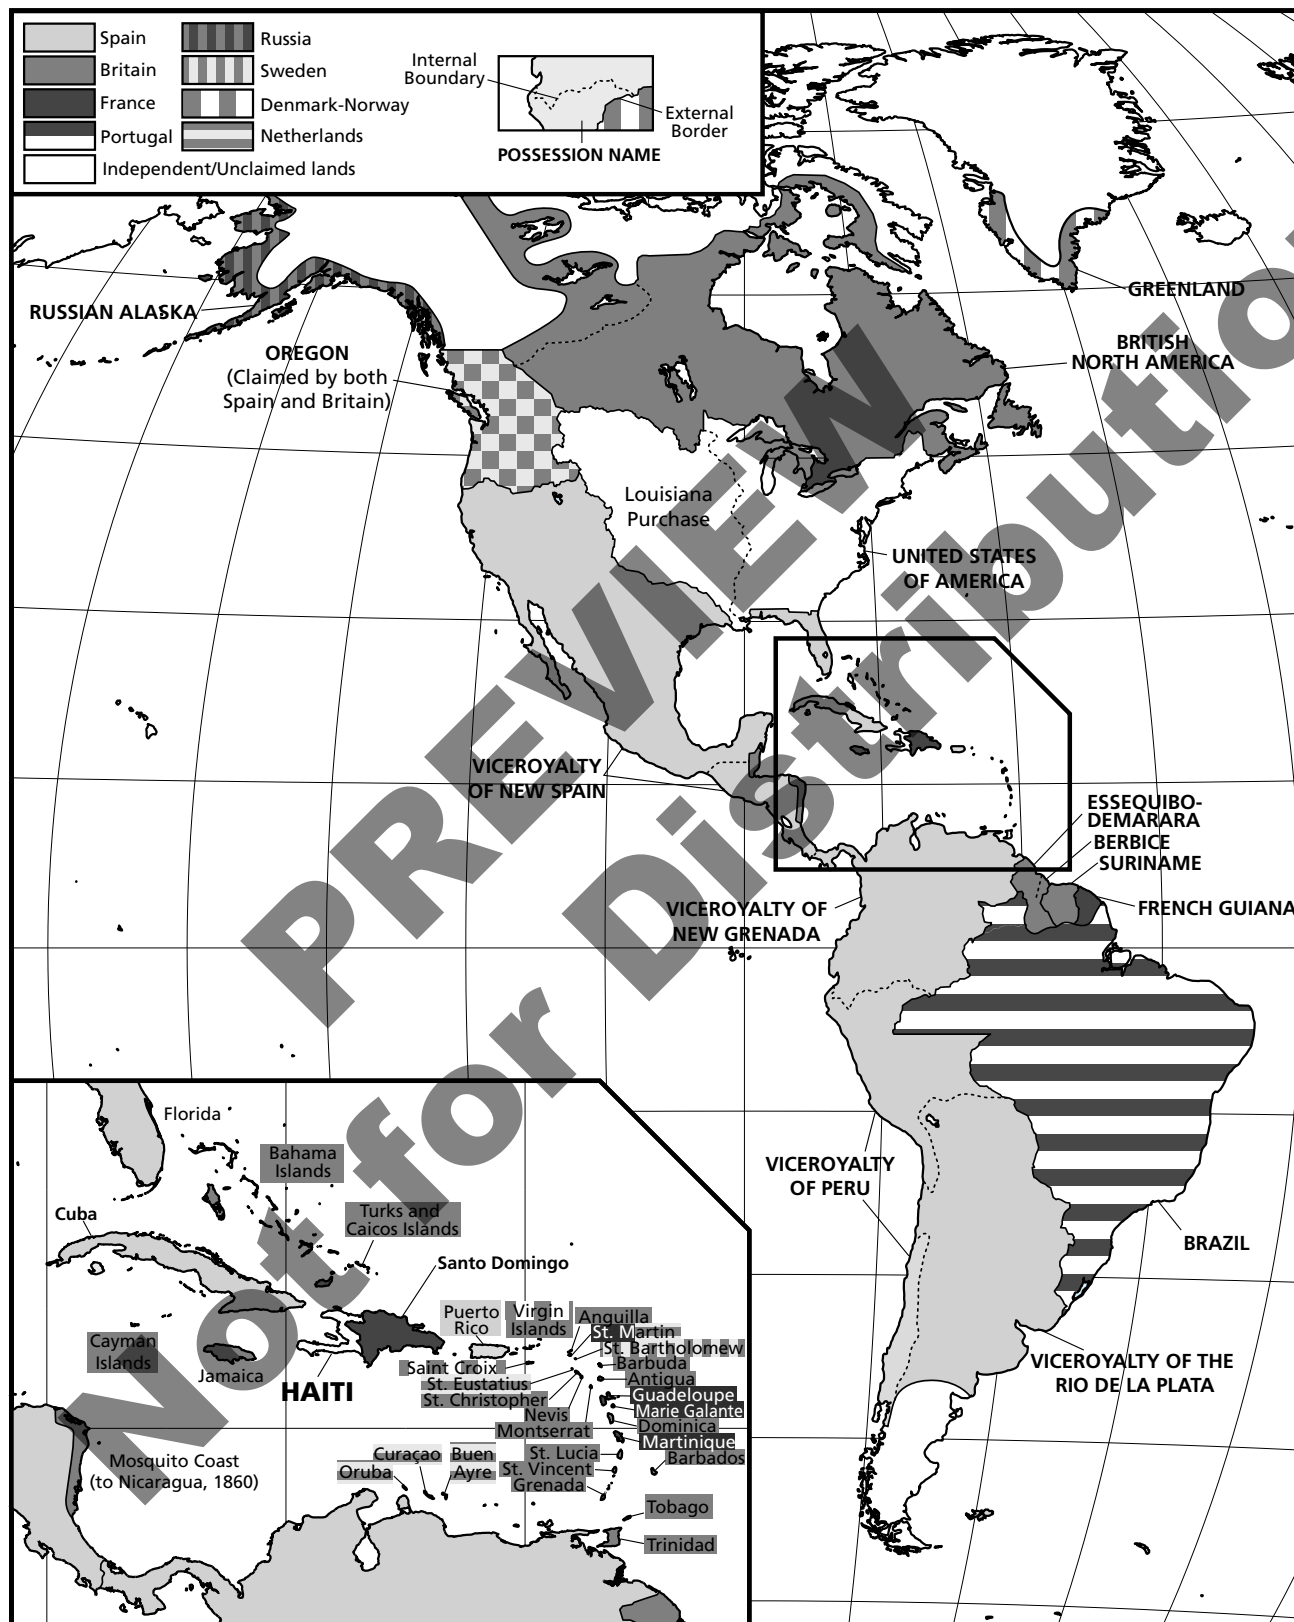 Spain
Britain
France
Portugal
Independent/Unclaimed lands
Russia
Sweden
Denmark-Norway
Netherlands
Internal
Boundary
External
Border
POSSESSION NAME
RUSSIAN ALASKA
OREGON
(Claimed by both
Spain and Britain)
GREENLAND
BRITISH
NORTH AMERICA
Louisiana
Purchase
UNITED STATES
OF AMERICA
VICEROYALTY
OF NEW SPAIN
ESSEQUIBO-
DEMARARA
BERBICE
SURINAME
FRENCH GUIANA
VICEROYALTY OF
NEW GRENADA
VICEROYALTY
OF PERU
BRAZIL
VICEROYALTY OF THE
RIO DE LA PLATA
Florida
Bahama
Islands
Turks and
Caicos Islands
Cuba
Santo Domingo
Cayman
Islands
Jamaica
HAITI
Puerto
Rico
Virgin
Islands
Anguilla
St. Martin
St. Bartholomew
Saint Croix
Barbuda
St. Eustatius
Antigua
St. Christopher
Guadeloupe
Nevis
Marie Galante
Montserrat
Dominica
Martinique
Mosquito Coast
(to Nicaragua, 1860)
Curaçao
Buen
Ayre
Oruba
St. Lucia
Barbados
St. Vincent
Grenada
Tobago
Trinidad
PREVIEW
Not for Distributio